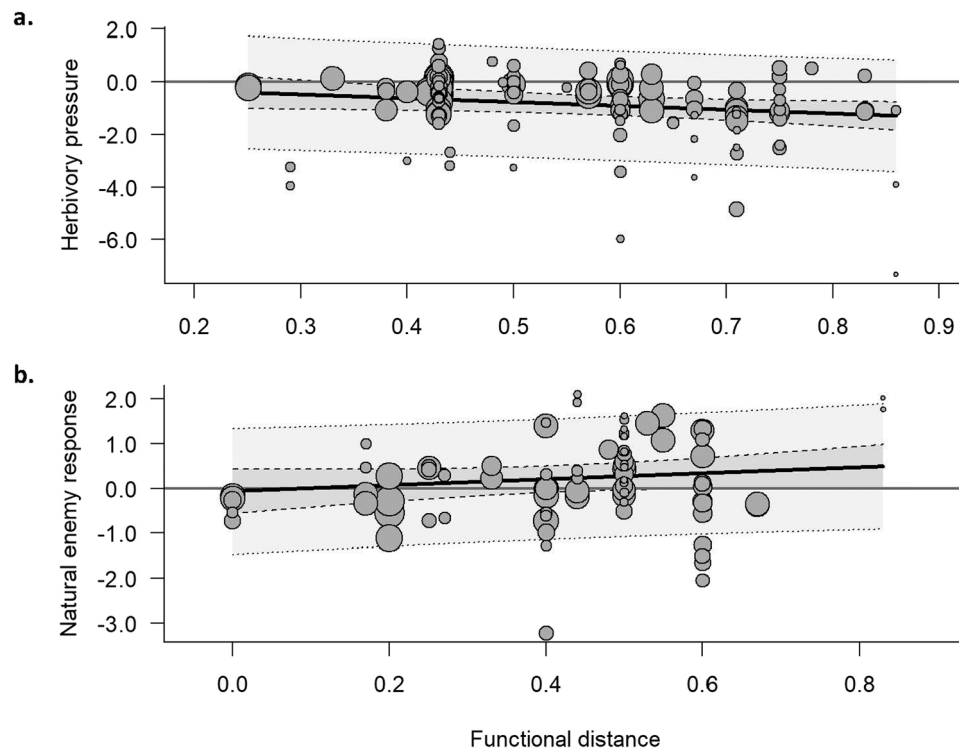 a.
2.0
0.0
-2.0
-4.0
-6.0
Herbivory pressure
0.2 0.3 0.4 0.5 0.6 0.7 0.8 0.9
b.
2.0
1.0
0.0
-1.0
-2.0
-3.0
Natural enemy response
0.0 0.2 0.4 0.6 0.8
Functional distance